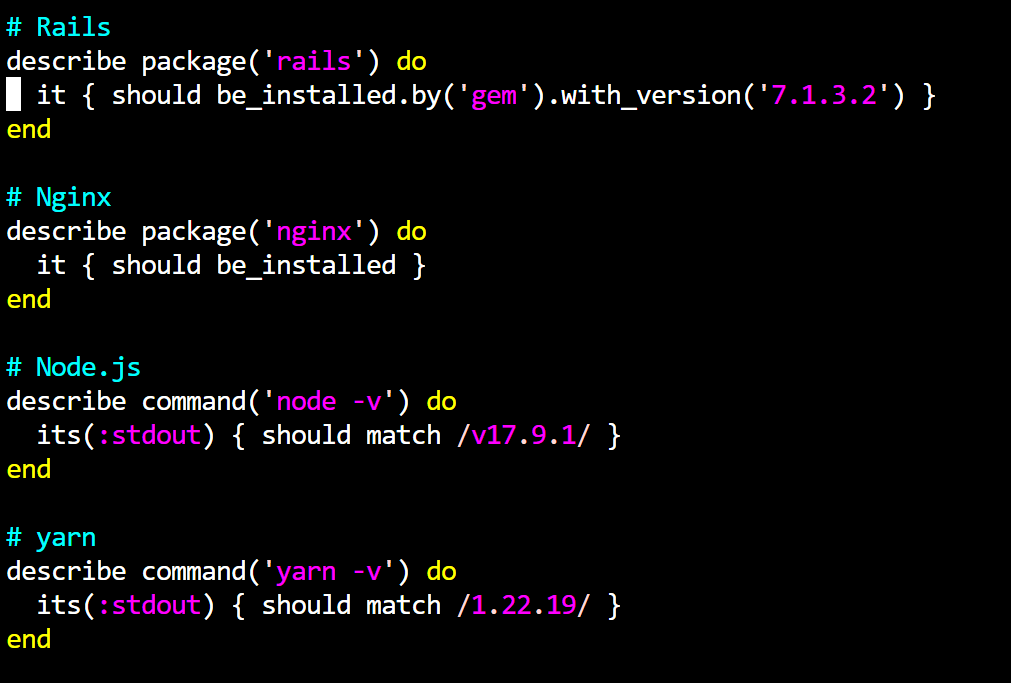 # Rails
describe package('rails') do
  it { should be_installed.by('gem').with_version('7.1.3.2') }
end

# Nginx
describe package('nginx') do
  it { should be_installed }
end

# Node.js
describe command('node -v') do
  its(:stdout) { should match /v17.9.1/ }
end

# yarn
describe command('yarn -v') do
  its(:stdout) { should match /1.22.19/ }
end